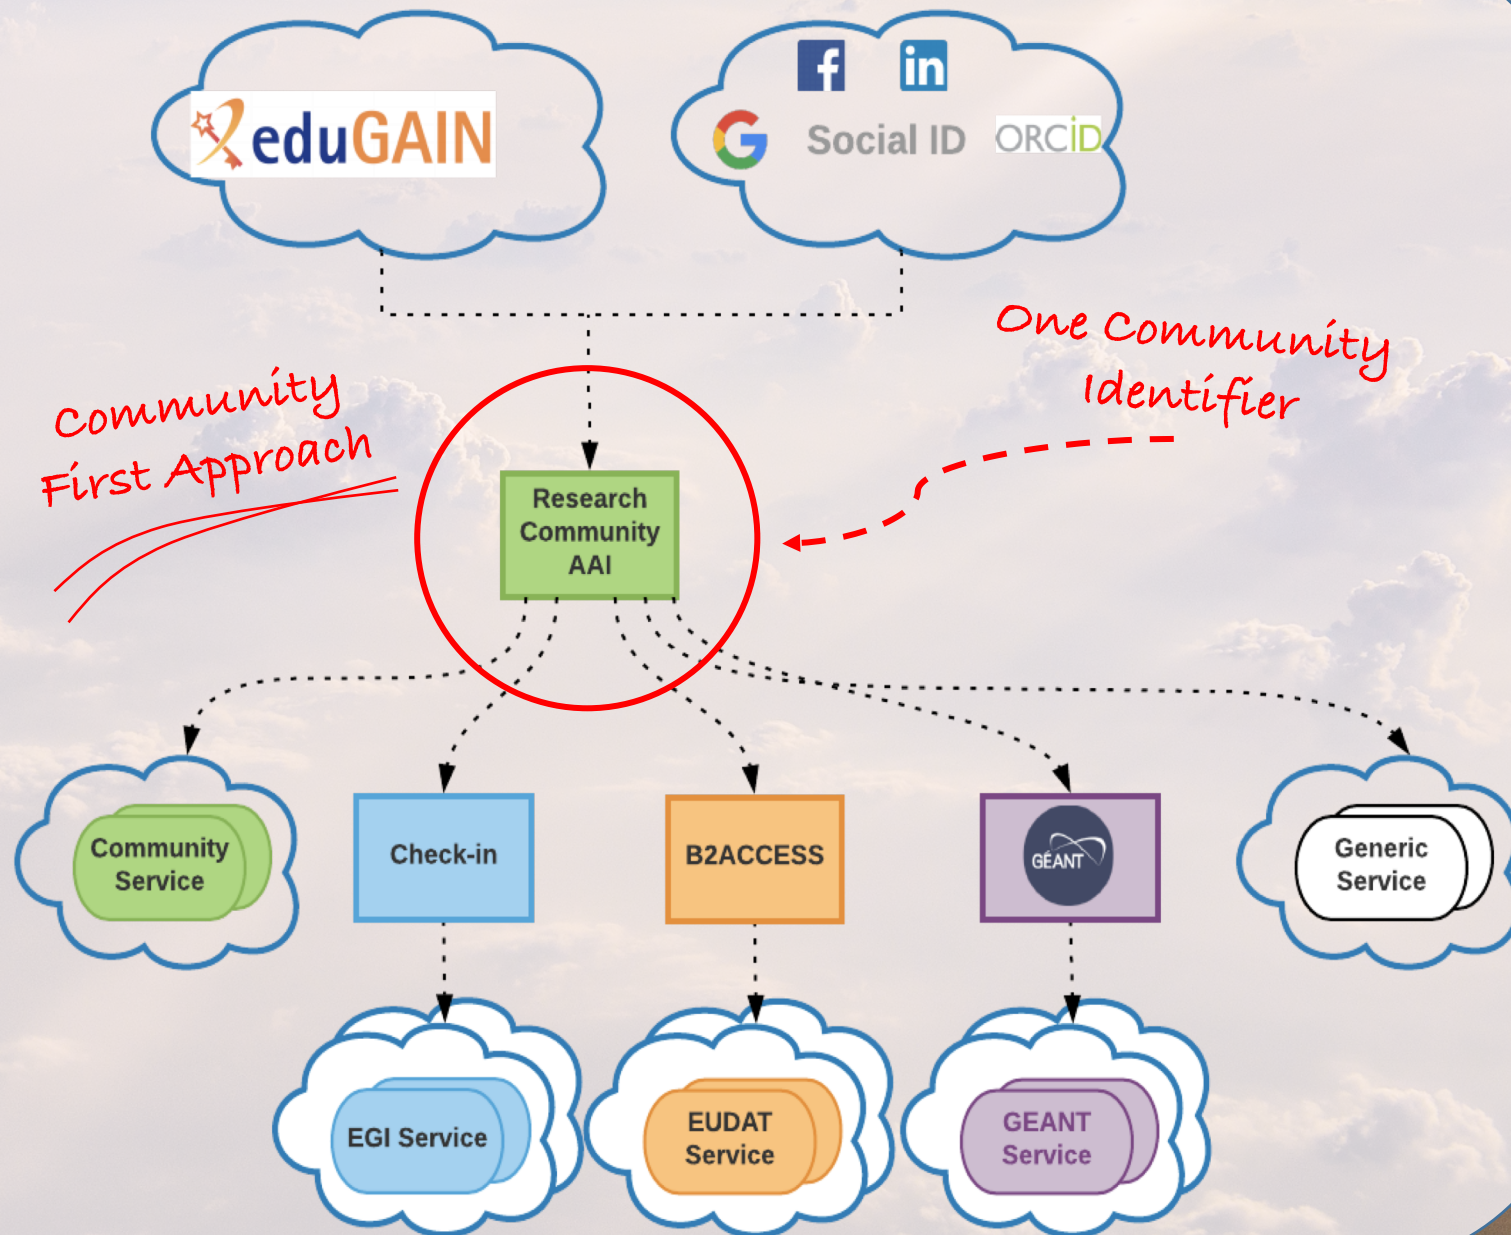 eduGAIN
f
in
G
Social ID
ORCiD
One Community
Identifier
Community
First Approach
Research
Community
AAI
Community
Service
Check-in
B2ACCESS
GÉANT
Generic
Service
EGI Service
EUDAT
Service
GEANT
Service